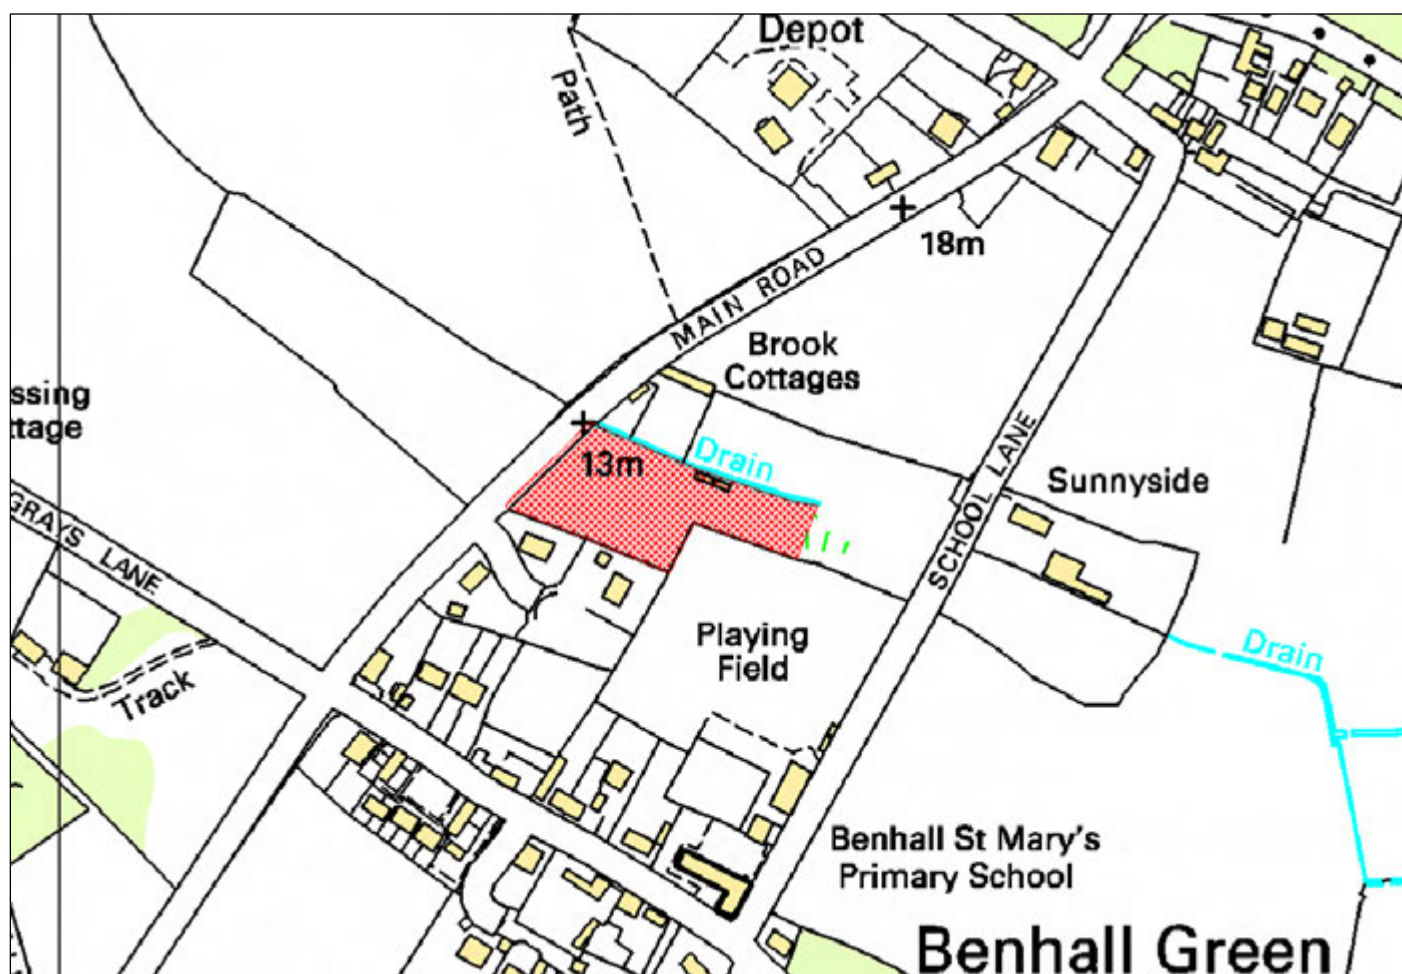 Depot
Path
18m
MAIN ROAD
Brook
Cottages
ssing
ttage
13m
Drain
SCHOOL LANE
Sunnyside
GRAYS LANE
Playing
Field
Drain
Track
Benhall St Mary's
Primary School
Benhall Green